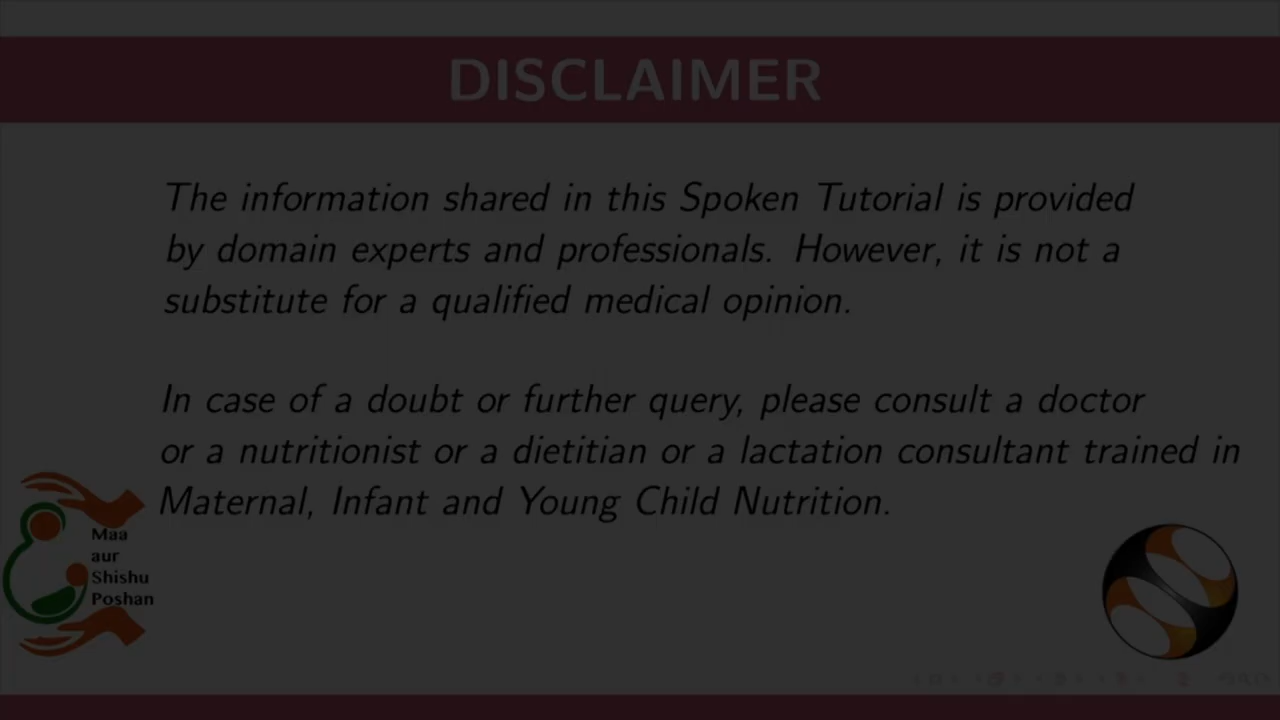 DISCLAIMER
The information shared in this Spoken Tutorial is provided
by domain experts and professionals. However, it is not a
substitute for a qualified medical opinion.
In case of a doubt or further query, please consult a doctor
or a nutritionist or a dietitian or a lactation consultant trained in
Maternal, Infant and Young Child Nutrition.
Maa
aur
Shishu
Poshan